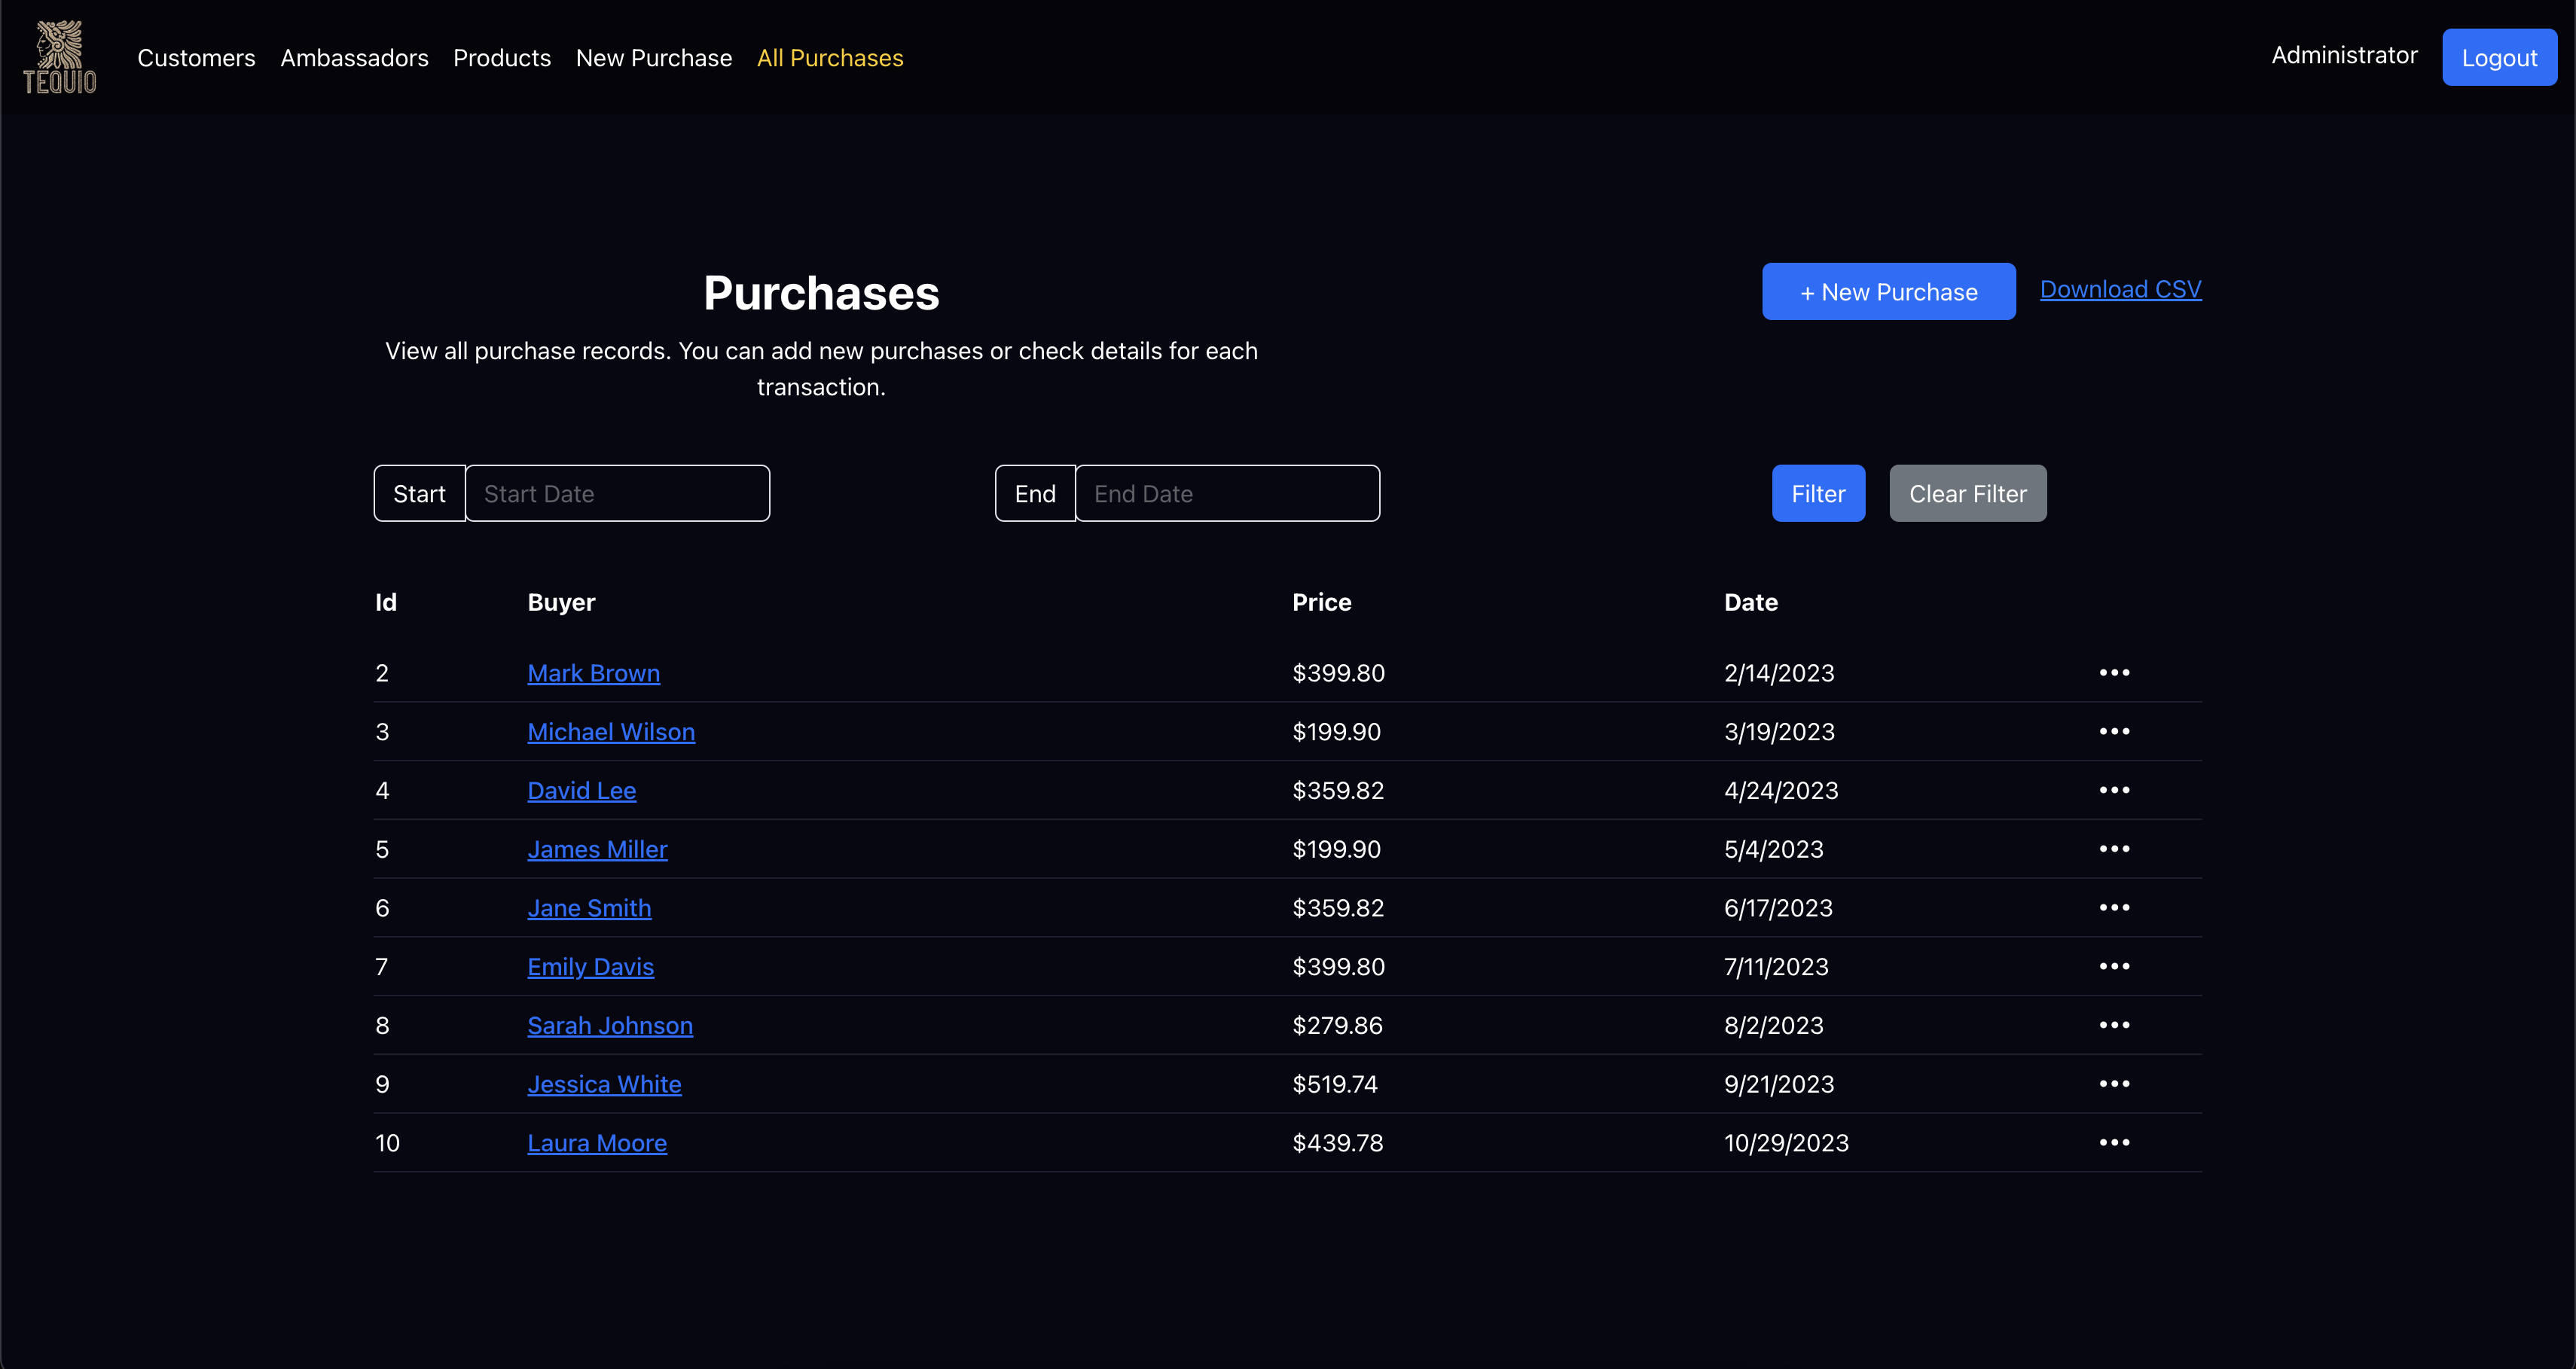 TEQUIO
Customers Ambassadors Products New Purchase All Purchases
Administrator Logout
Purchases
+ New Purchase Download CSV
View all purchase records. You can add new purchases or check details for each
transaction.
Start Start Date End End Date Filter Clear Filter
Id Buyer Price Date
2 Mark Brown $399.80 2/14/2023
3 Michael Wilson $199.90 3/19/2023
4 David Lee $359.82 4/24/2023
5 James Miller $199.90 5/4/2023
6 Jane Smith $359.82 6/17/2023
7 Emily Davis $399.80 7/11/2023
8 Sarah Johnson $279.86 8/2/2023
9 Jessica White $519.74 9/21/2023
10 Laura Moore $439.78 10/29/2023